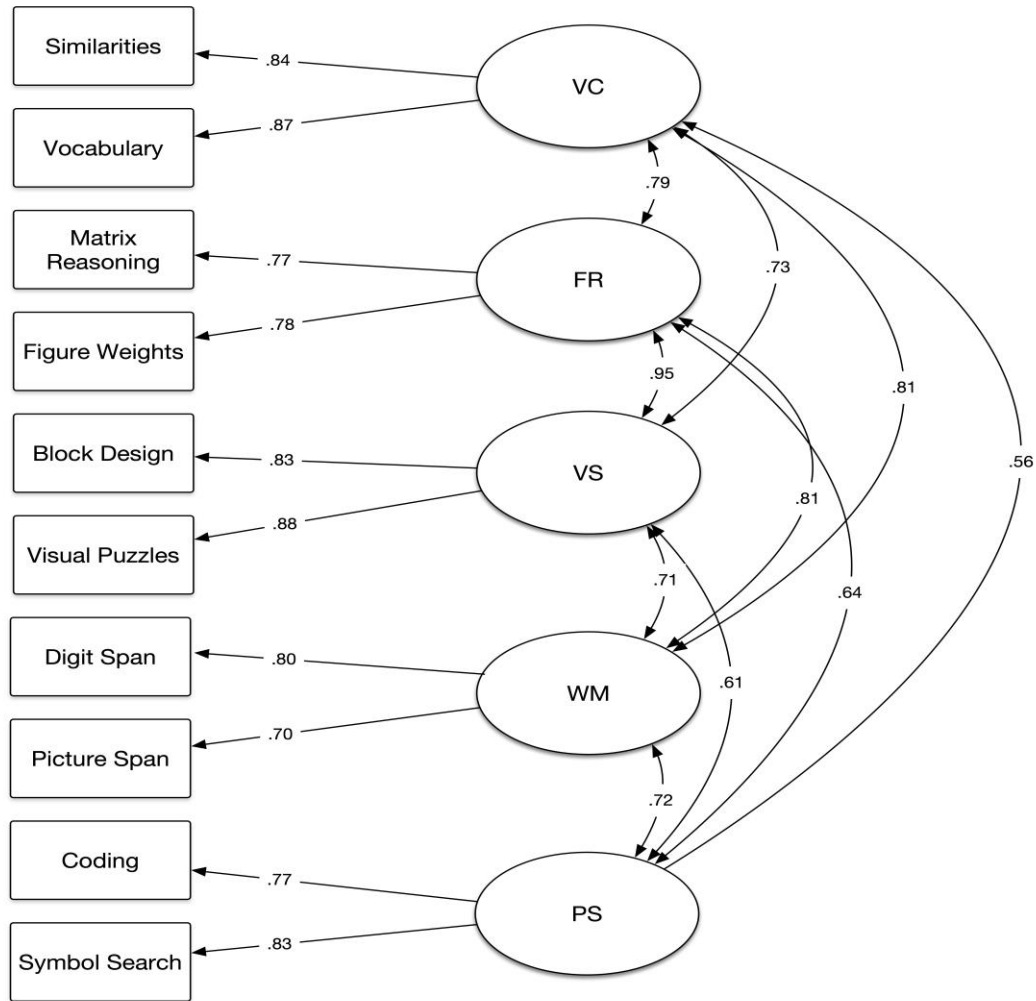 Similarities
.84
VC
.87
Vocabulary
.79
Matrix
Reasoning
.77
FR
.73
.78
Figure Weights
.95
.81
Block Design
.83
VS
.56
.81
.88
Visual Puzzles
.71
.64
Digit Span
.80
WM
.61
.70
Picture Span
.72
Coding
.77
PS
.83
Symbol Search